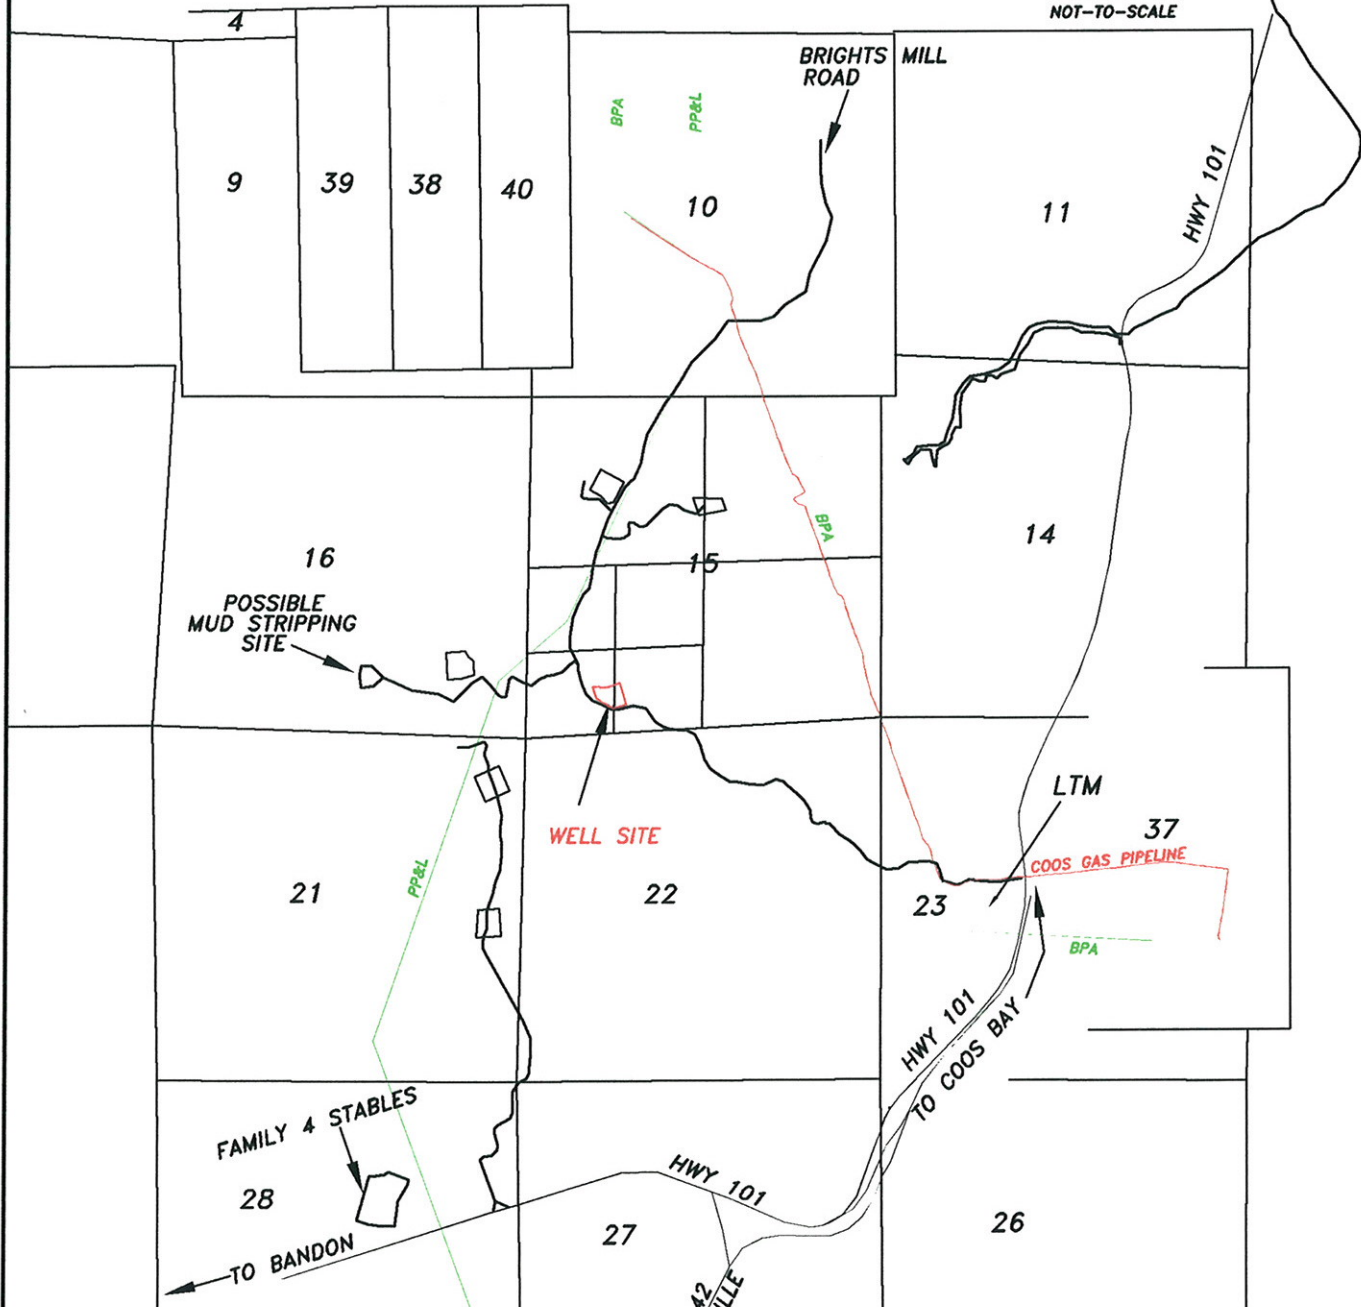 NOT-TO-SCALE
4
BRIGHTS MILL
ROAD
BPA
PP&L
9
39
38
40
10
11
HWY 101
16
15
BPA
14
POSSIBLE
MUD STRIPPING
SITE
WELL SITE
LTM
37
COOS GAS PIPELINE
PP&L
21
22
23
BPA
HWY 101
TO COOS BAY
FAMILY 4 STABLES
28
HWY 101
27
26
TO BANDON
42